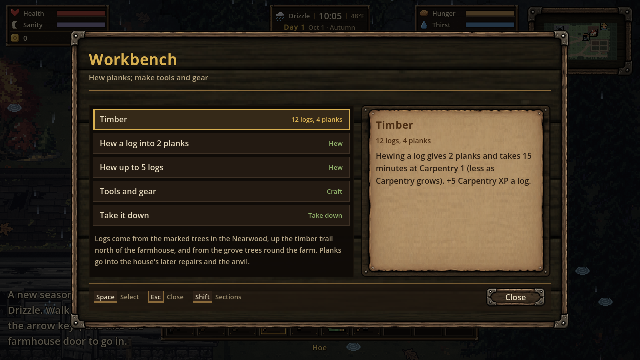 Health
Sanity
0
Drizzle | 10:05 | 48°F
Day 1 Oct 1 · Autumn
Hunger
Thirst
Workbench
Hew planks; make tools and gear
Timber 12 logs, 4 planks
Hew a log into 2 planks Hew
Hew up to 5 logs Hew
Tools and gear Craft
Take it down Take down
Logs come from the marked trees in the Nearwood, up the timber trail
north of the farmhouse, and from the grove trees round the farm. Planks
go into the house's later repairs and the anvil.
Timber
12 logs, 4 planks
Hewing a log gives 2 planks and takes 15
minutes at Carpentry 1 (less as
Carpentry grows). +5 Carpentry XP a log.
Space Select Esc Close Shift Sections
Close
A new season
Drizzle. Walk
the arrow
farmhouse door to go in.
Hoe